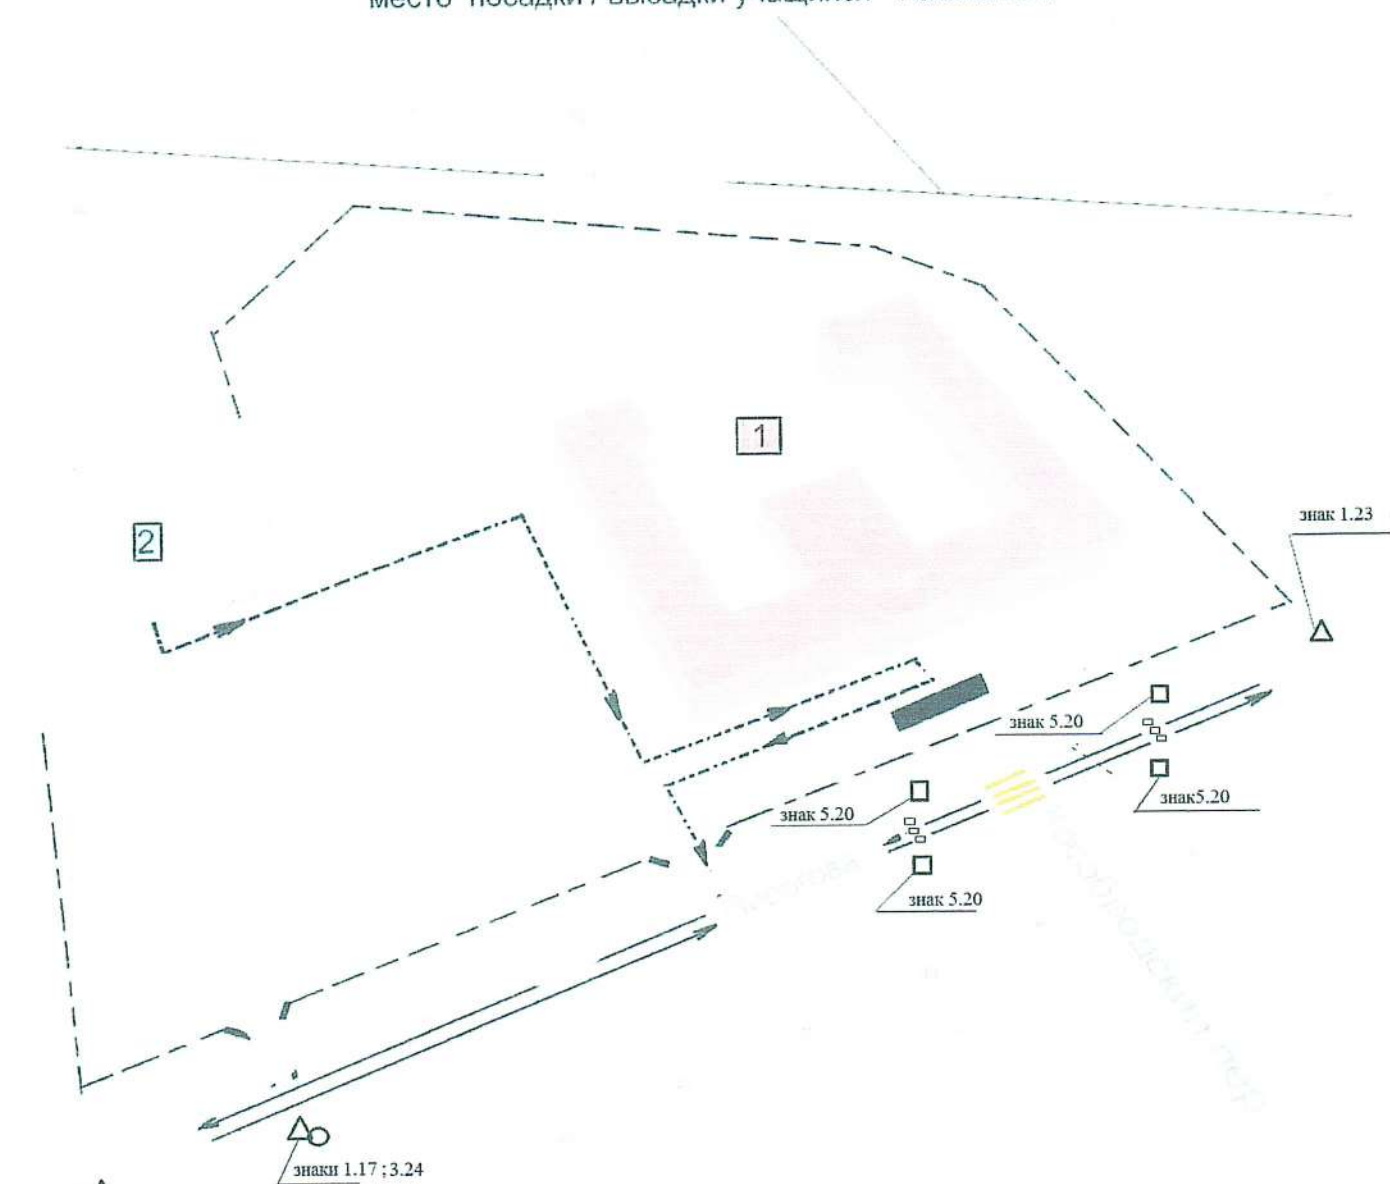 место посадки / высадки учащихся
1
знак 1.23
2
знак 5.20
знак5.20
знак 5.20
знак 5.20
знаки 1.17 ; 3.24